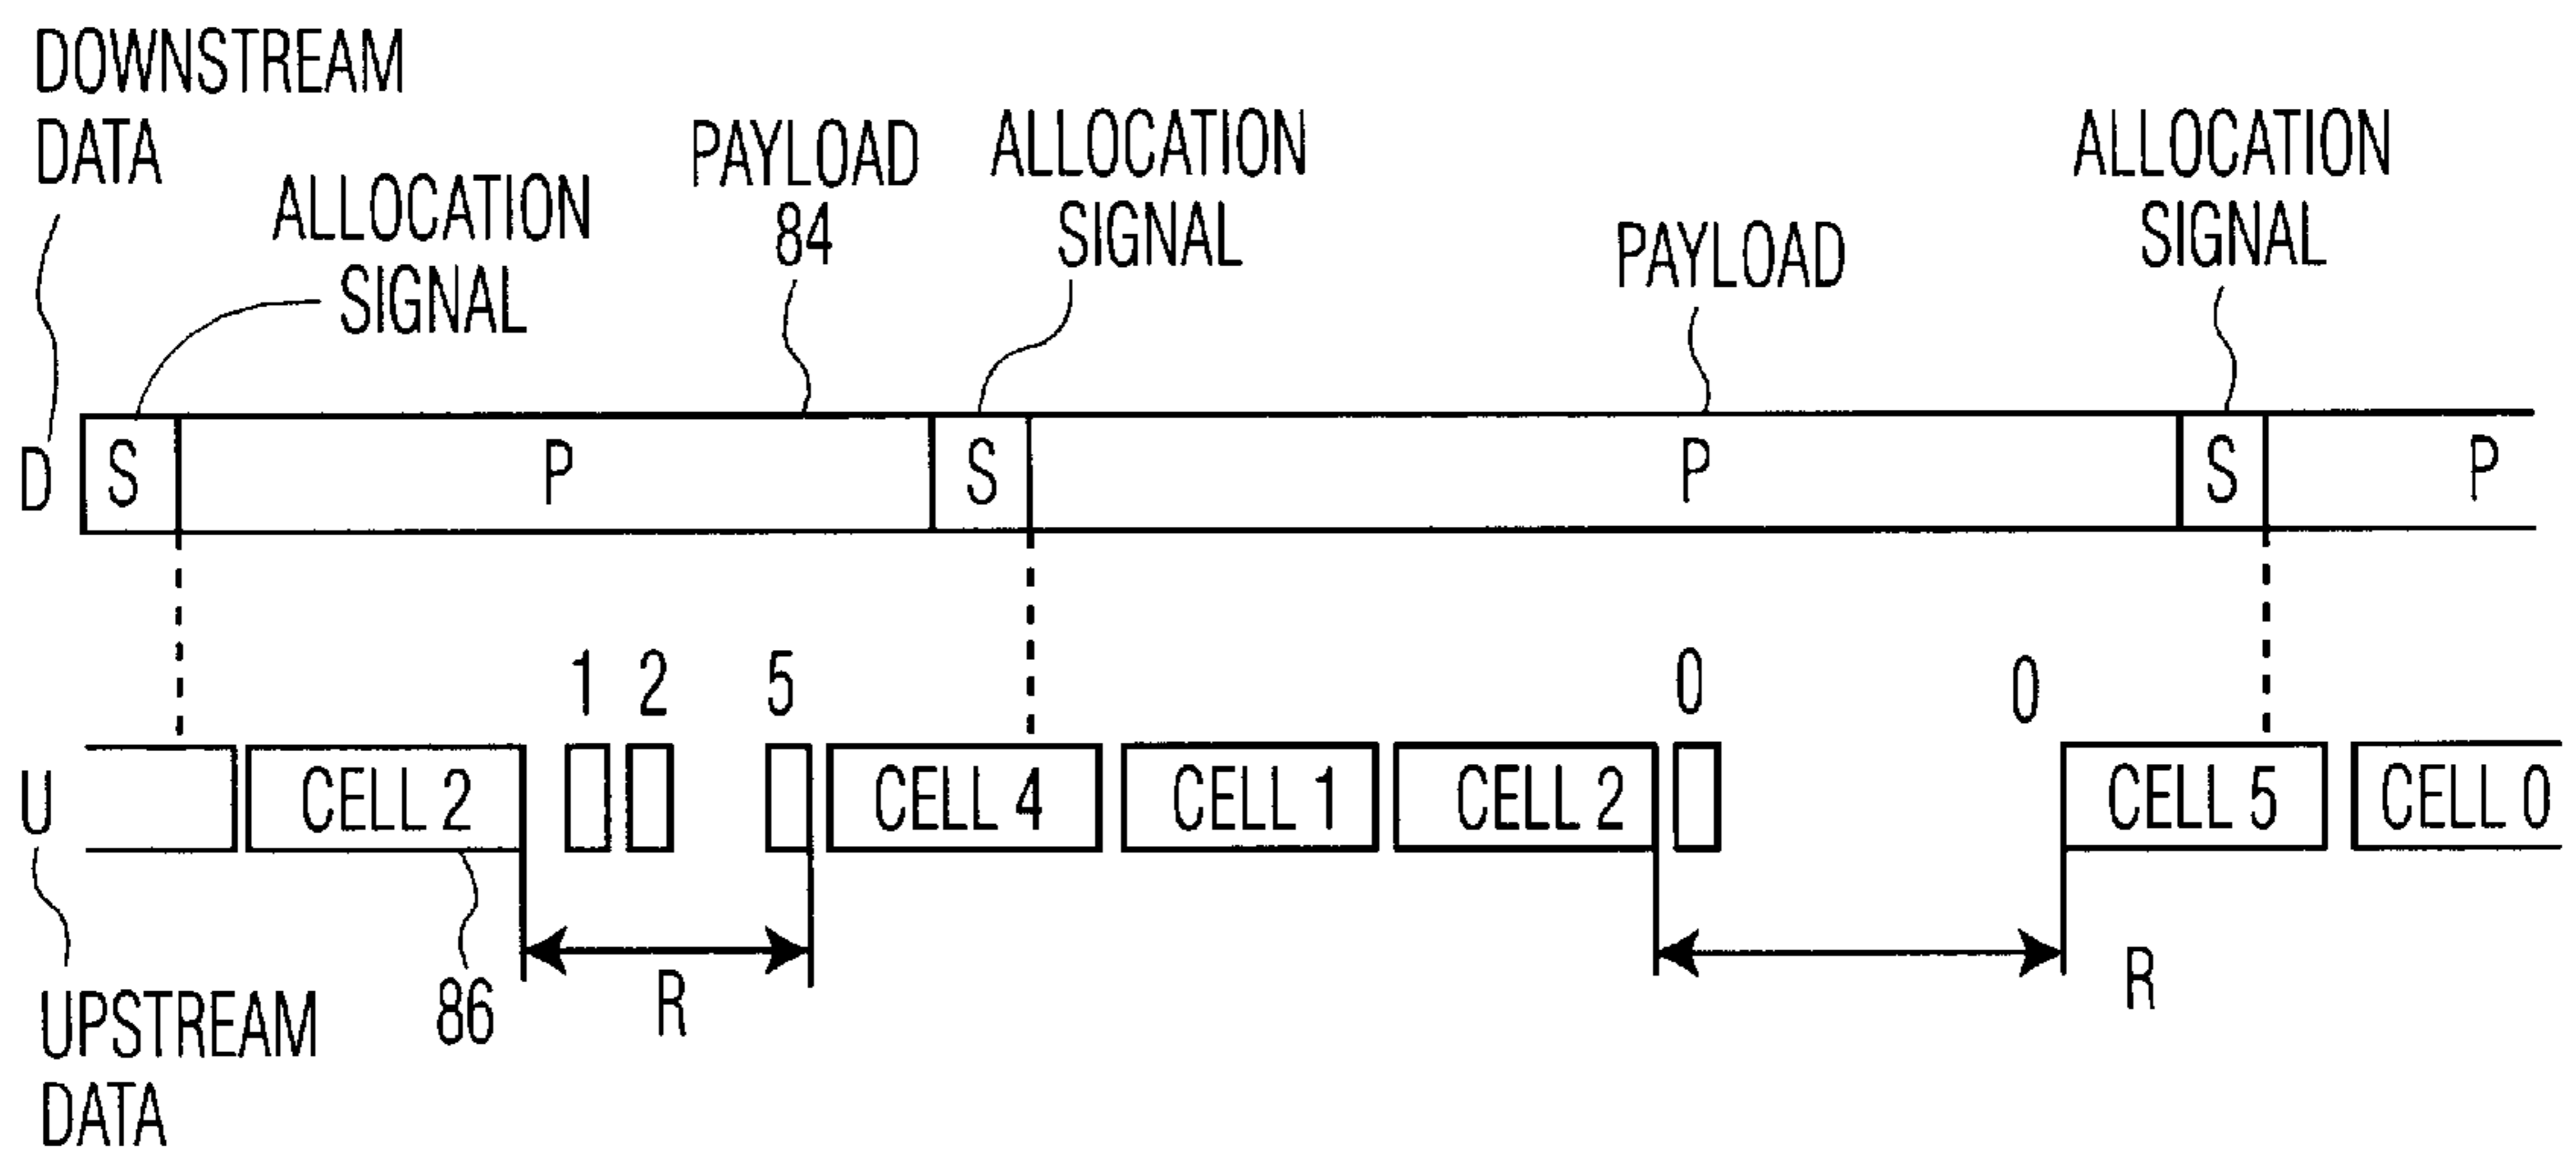 DOWNSTREAM
DATA
ALLOCATION
SIGNAL
PAYLOAD
84
ALLOCATION
SIGNAL
PAYLOAD
ALLOCATION
SIGNAL
D S P S P S P
1 2 5 0 0
U CELL 2 CELL 4 CELL 1 CELL 2 CELL 5 CELL 0
86 R R
UPSTREAM
DATA